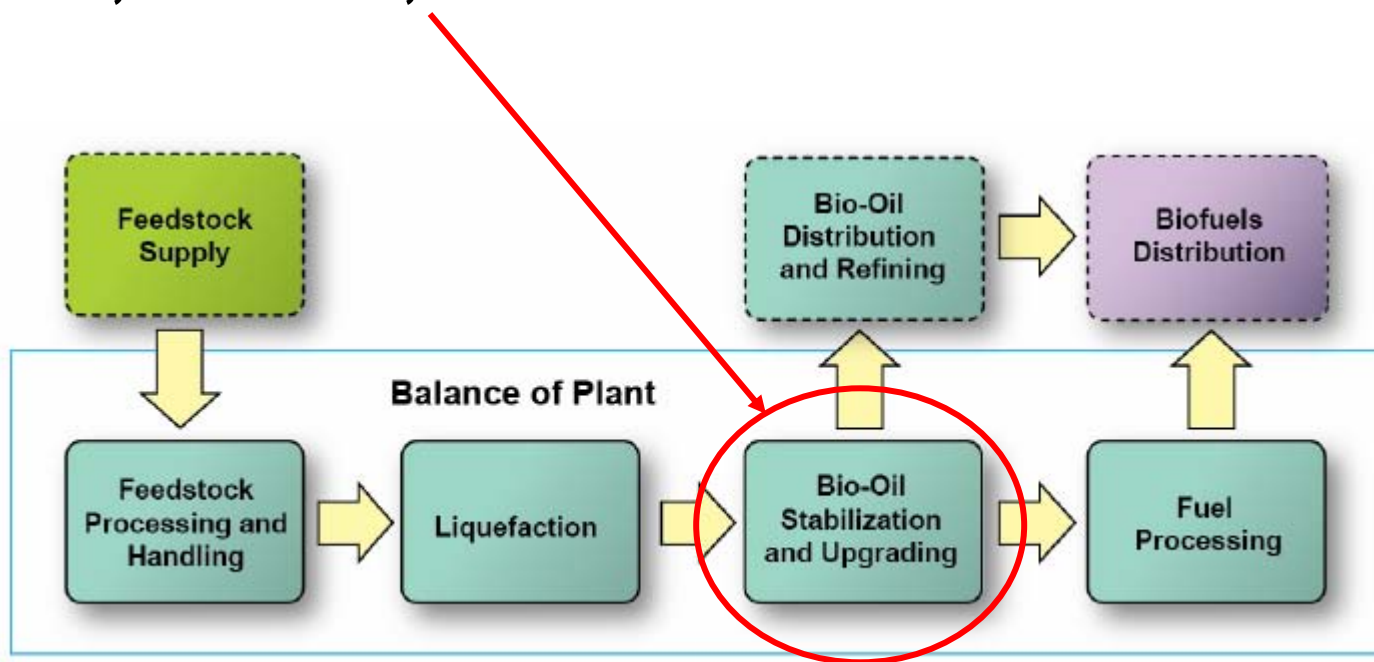 Feedstock
Supply
Bio-Oil
Distribution
and Refining
Biofuels
Distribution
Balance of Plant
Feedstock
Processing and
Handling
Liquefaction
Bio-Oil
Stabilization
and Upgrading
Fuel
Processing